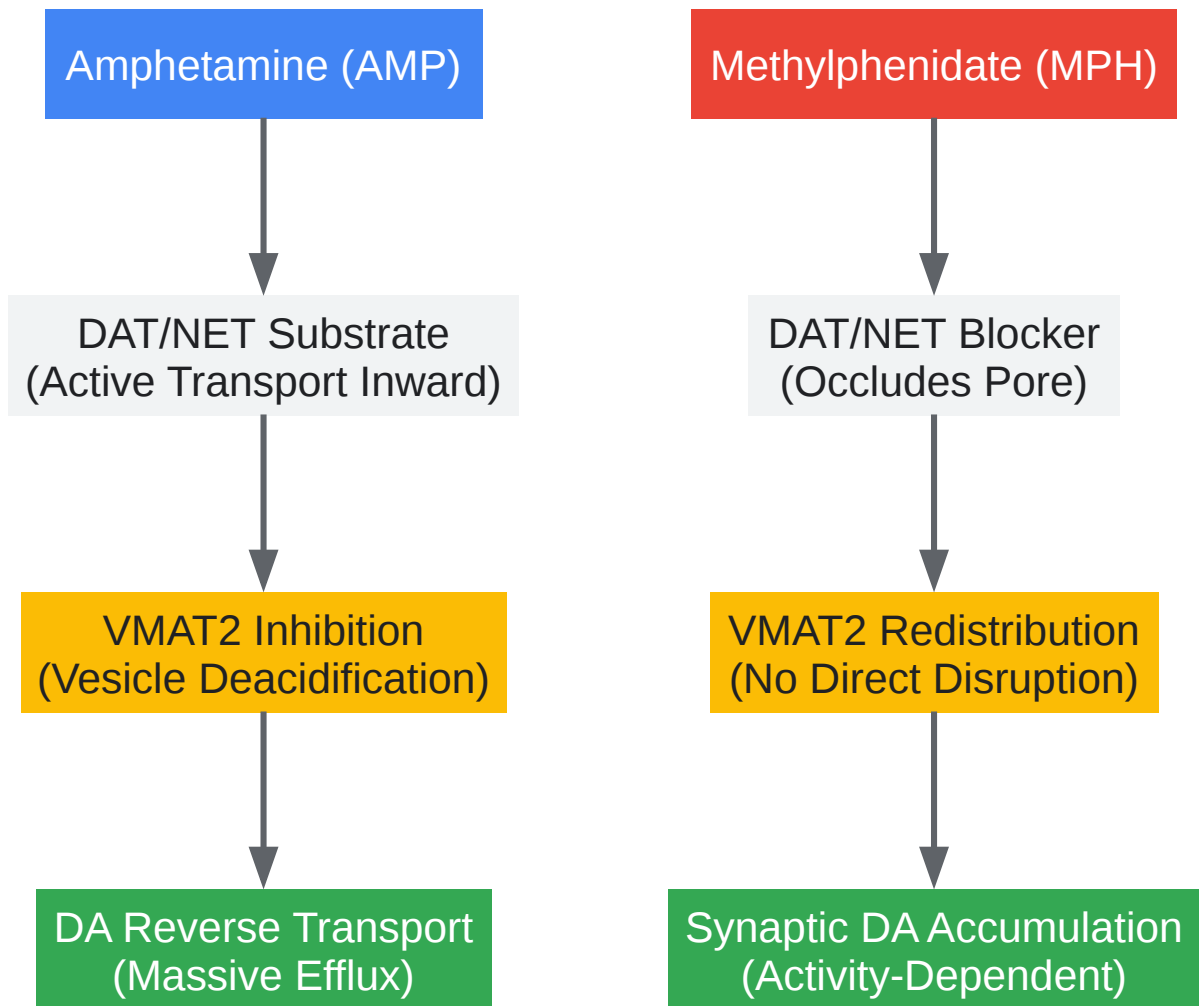 Amphetamine (AMP)
Methylphenidate (MPH)
DAT/NET Substrate
(Active Transport Inward)
DAT/NET Blocker
(Occludes Pore)
VMAT2 Inhibition
(Vesicle Deacidification)
VMAT2 Redistribution
(No Direct Disruption)
DA Reverse Transport
(Massive Efflux)
Synaptic DA Accumulation
(Activity-Dependent)